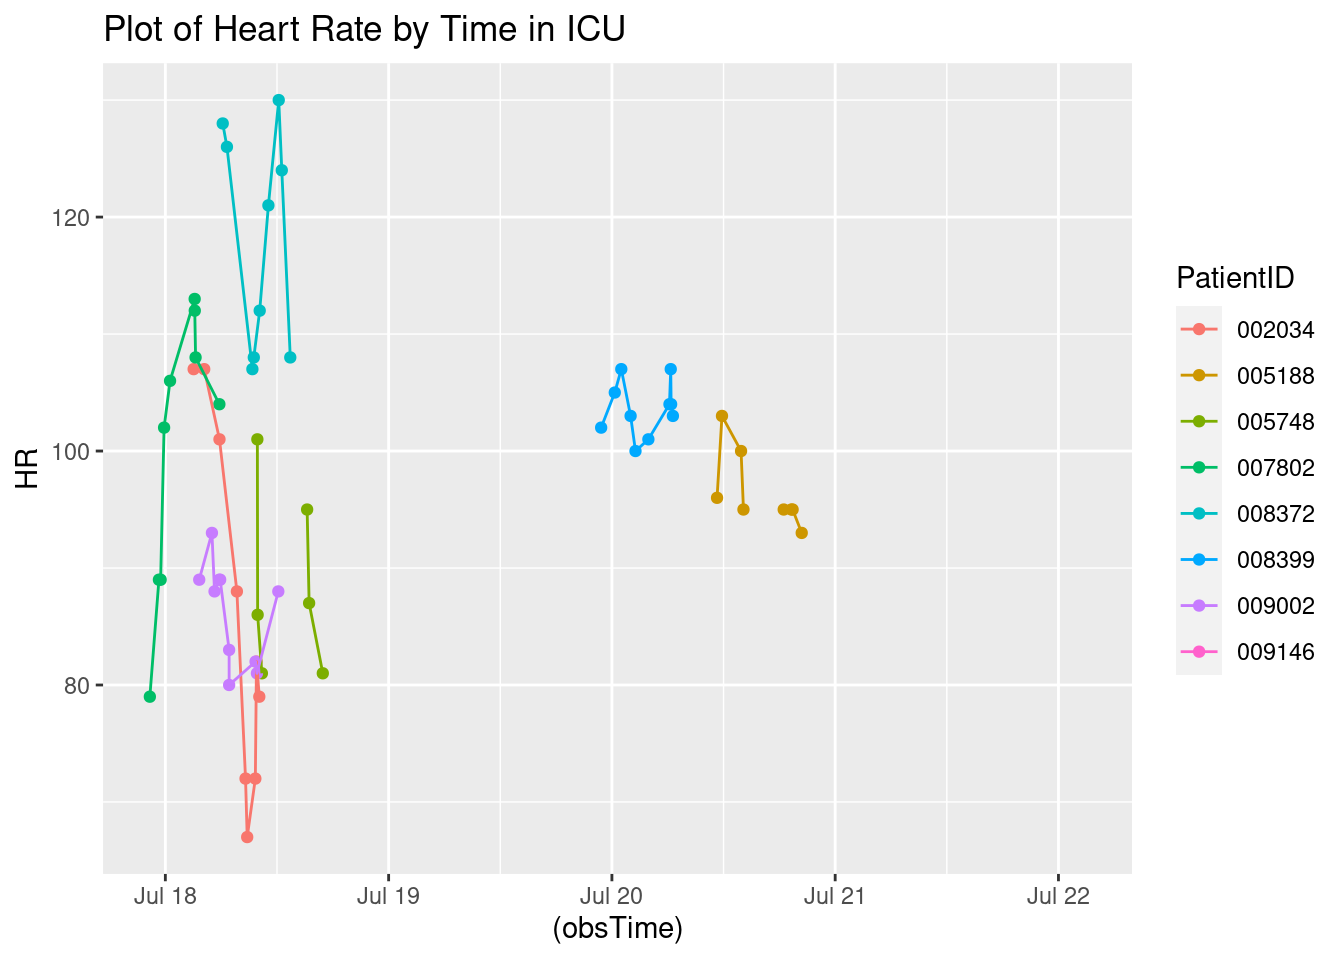 Plot of Heart Rate by Time in ICU
120
100
80
HR
Jul 18
Jul 19
Jul 20
Jul 21
Jul 22
(obsTime)
PatientID
002034
005188
005748
007802
008372
008399
009002
009146